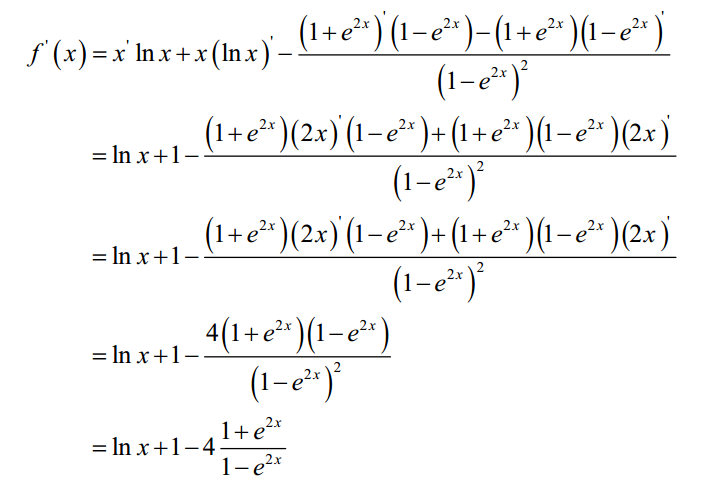 f'(x) = x' ln x + x(ln x)' − ((1+e^{2x})'(1−e^{2x})−(1+e^{2x})(1−e^{2x})')/(1−e^{2x})^2
= ln x+1− ((1+e^{2x})(2x)'(1−e^{2x})+(1+e^{2x})(1−e^{2x})(2x)')/(1−e^{2x})^2
= ln x+1− ((1+e^{2x})(2x)'(1−e^{2x})+(1+e^{2x})(1−e^{2x})(2x)')/(1−e^{2x})^2
= ln x+1− (4(1+e^{2x})(1−e^{2x}))/(1−e^{2x})^2
= ln x+1−4 (1+e^{2x})/(1−e^{2x})